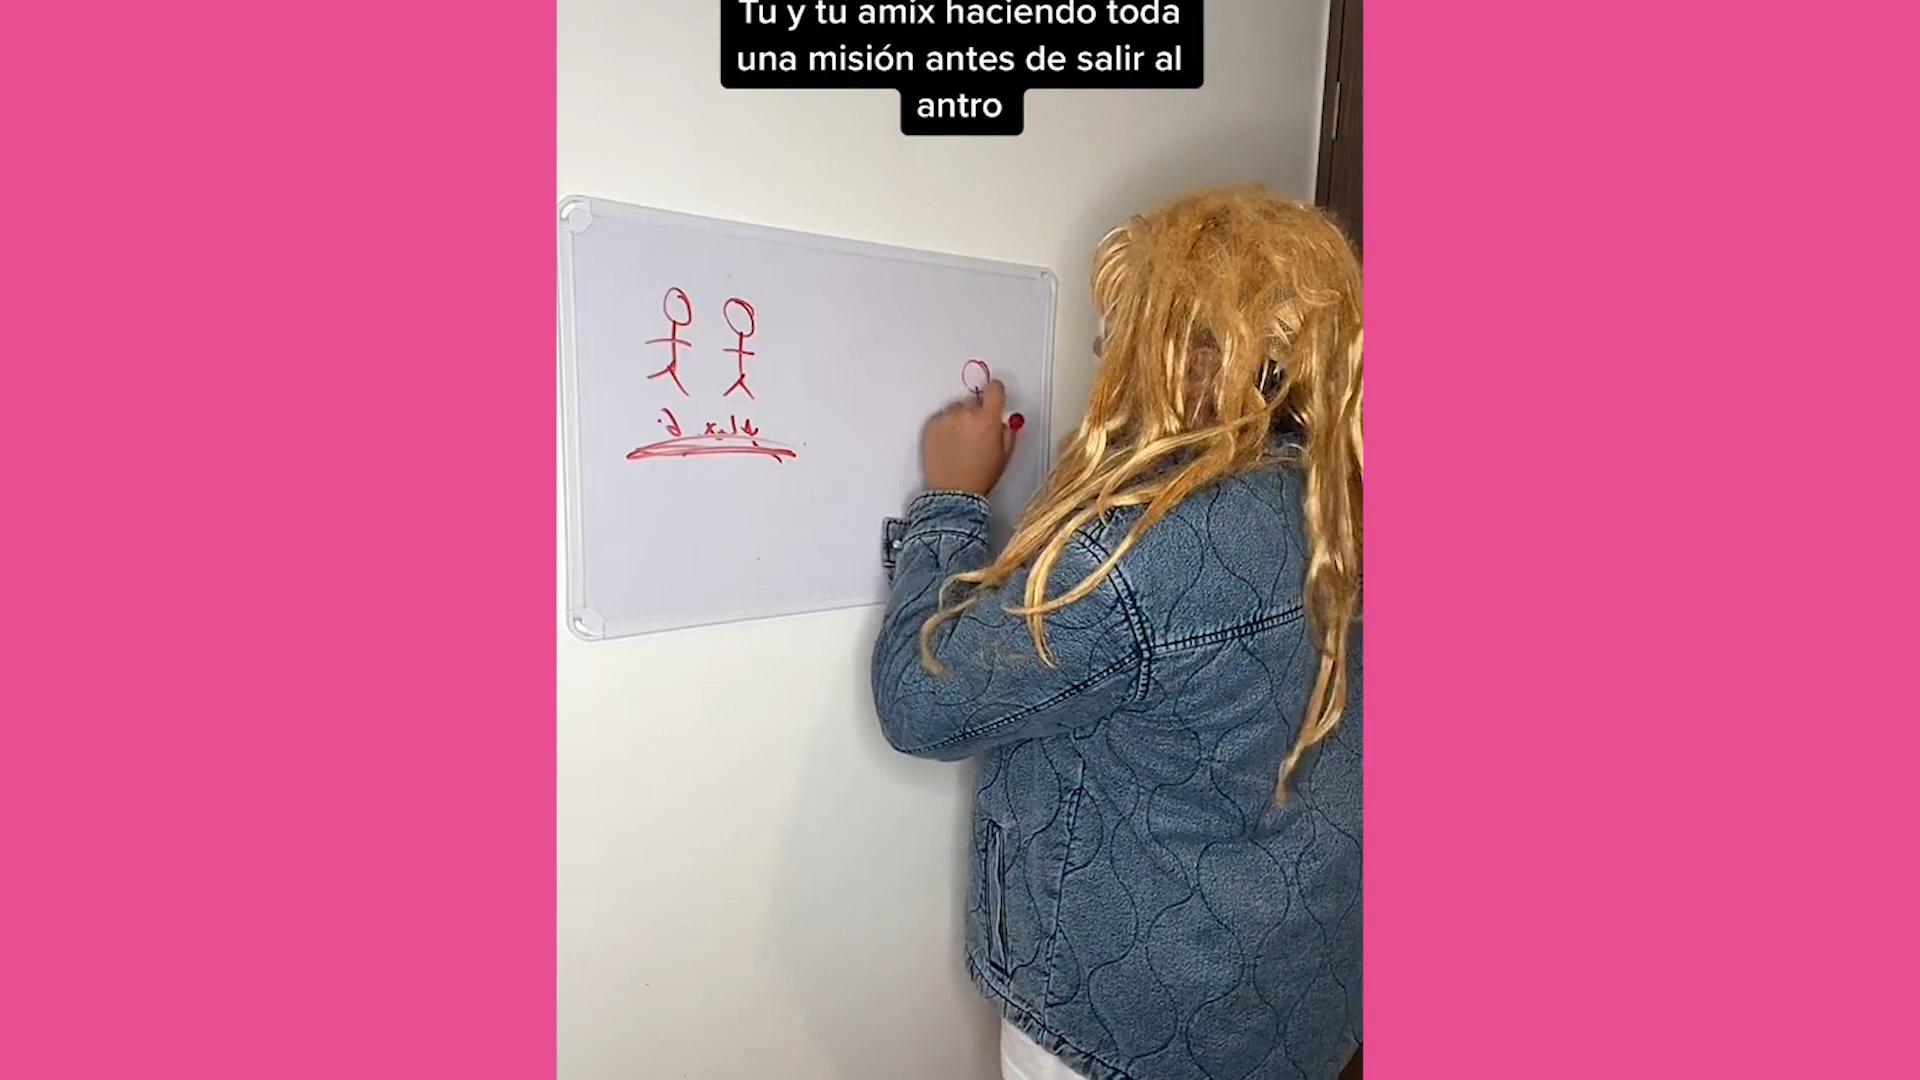 Tu y tu amix haciendo toda
una misión antes de salir al
antro